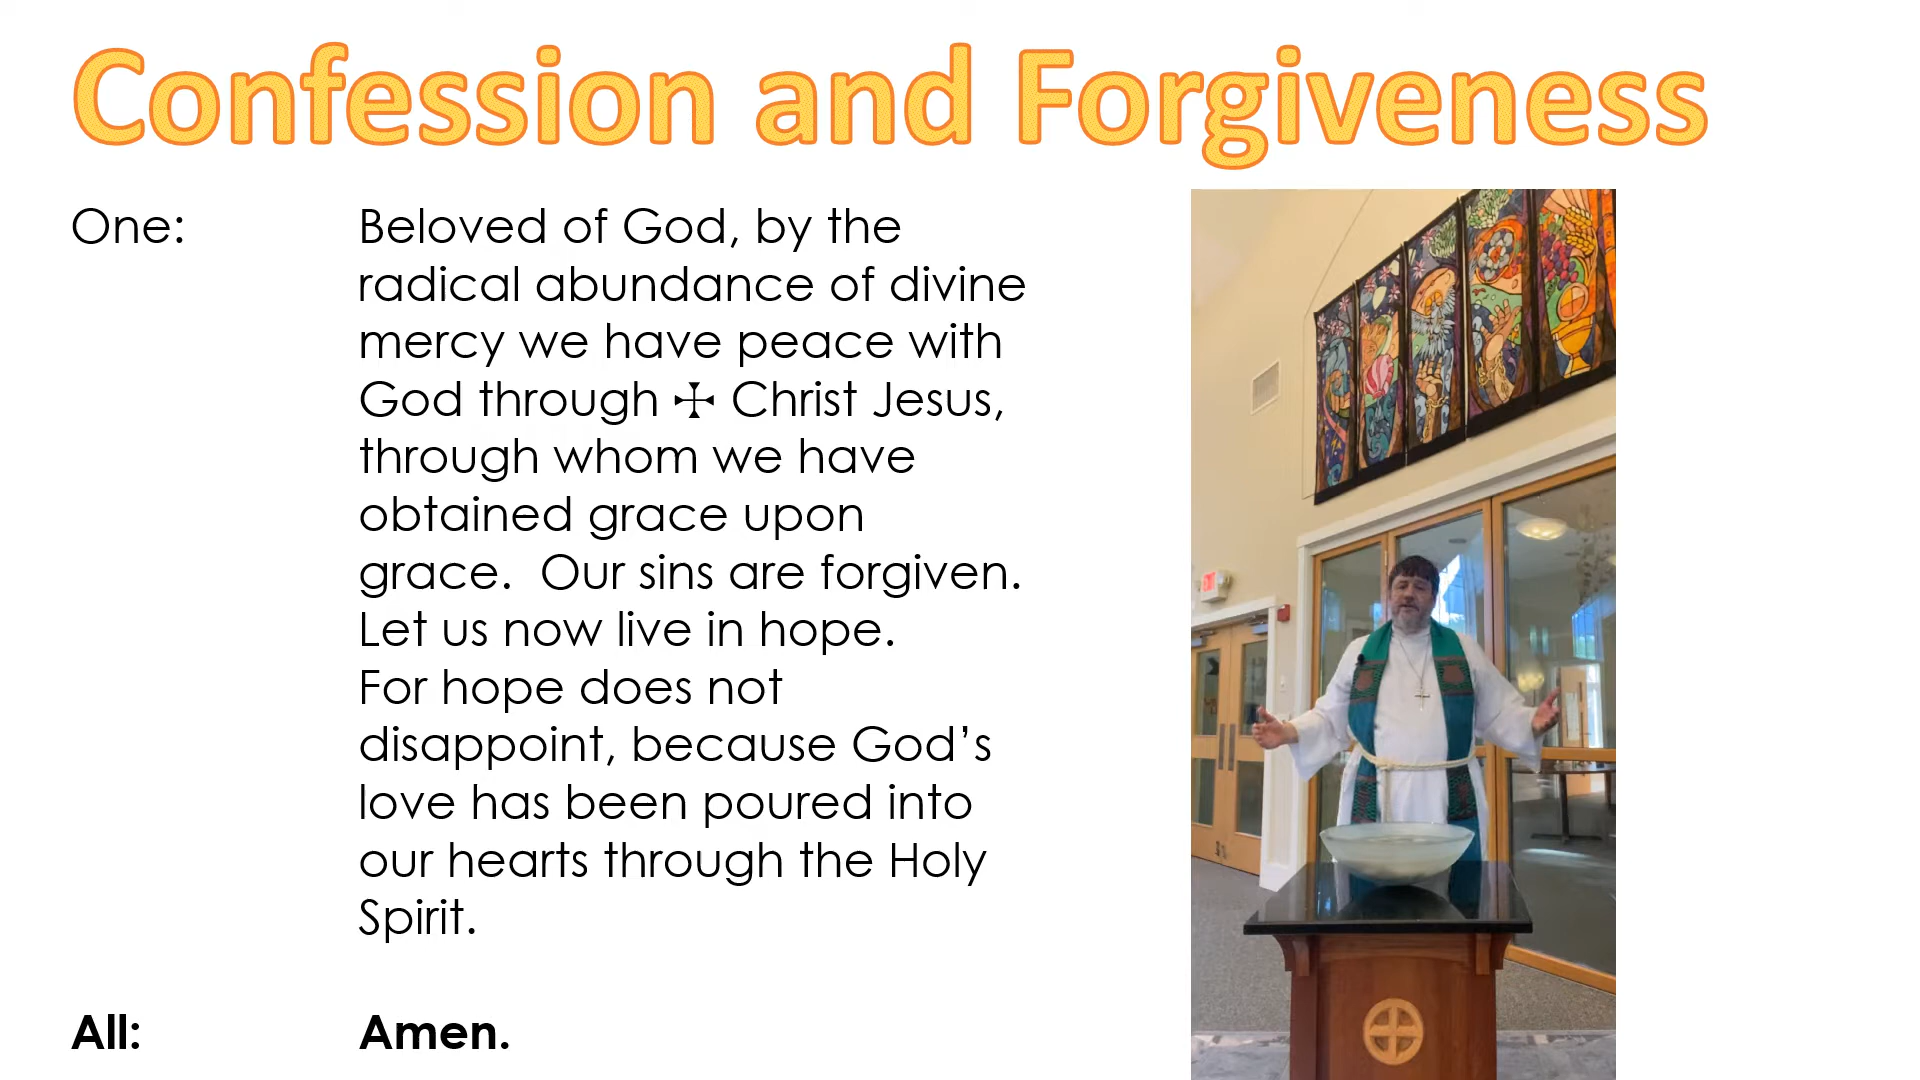 Confession and Forgiveness
One: Beloved of God, by the
radical abundance of divine
mercy we have peace with
God through ☩ Christ Jesus,
through whom we have
obtained grace upon
grace.  Our sins are forgiven.
Let us now live in hope.
For hope does not
disappoint, because God’s
love has been poured into
our hearts through the Holy
Spirit.
All: Amen.